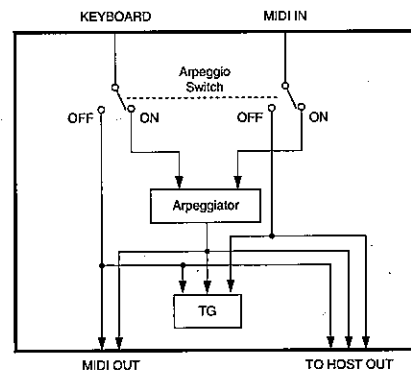 KEYBOARD
MIDI IN
Arpeggio
Switch
OFF
ON
OFF
ON
Arpeggiator
TG
MIDI OUT
TO HOST OUT